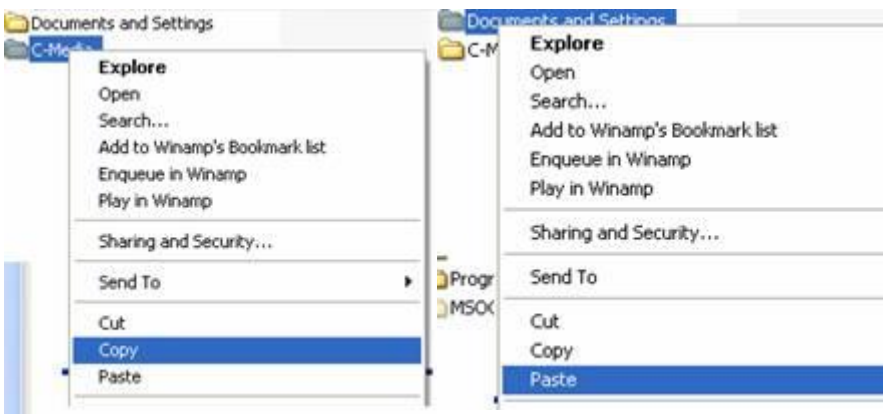 Documents and Settings
C-Media
Explore
Open
Search...
Add to Winamp's Bookmark list
Enqueue in Winamp
Play in Winamp
Sharing and Security...
Send To
Cut
Copy
Paste
Documents and Settings
C-M
Explore
Open
Search...
Add to Winamp's Bookmark list
Enqueue in Winamp
Play in Winamp
Sharing and Security...
Progr
Send To
MSO
Cut
Copy
Paste